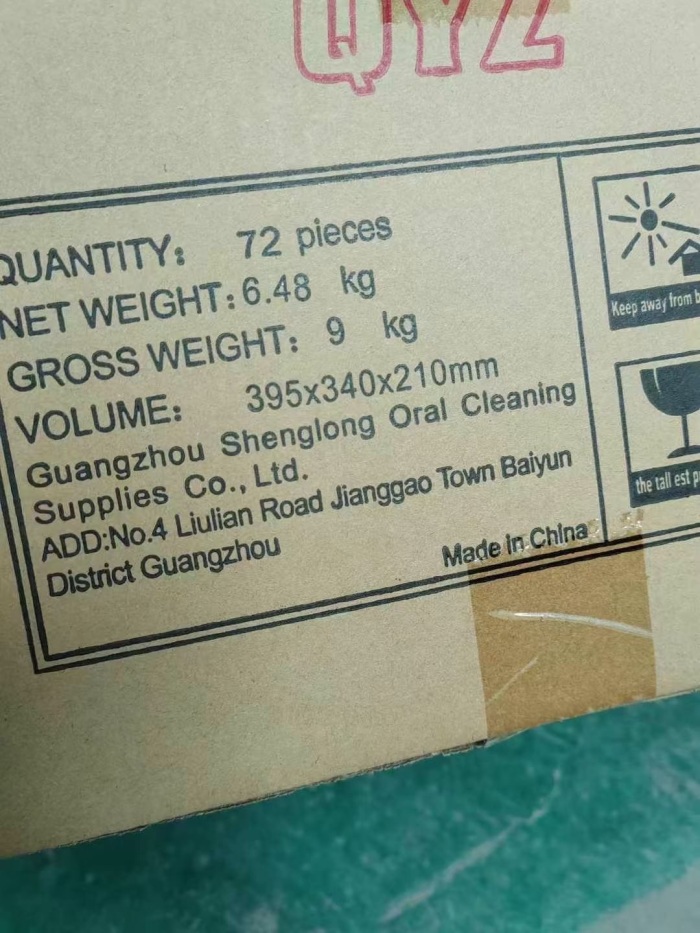 QYZ
QUANTITY: 72 pieces
NET WEIGHT: 6.48 kg
GROSS WEIGHT: 9 kg
VOLUME: 395x340x210mm
Guangzhou Shenglong Oral Cleaning
Supplies Co., Ltd.
ADD:No.4 Liulian Road Jianggao Town Baiyun
District Guangzhou
Made in China
Keep away from
the tall est